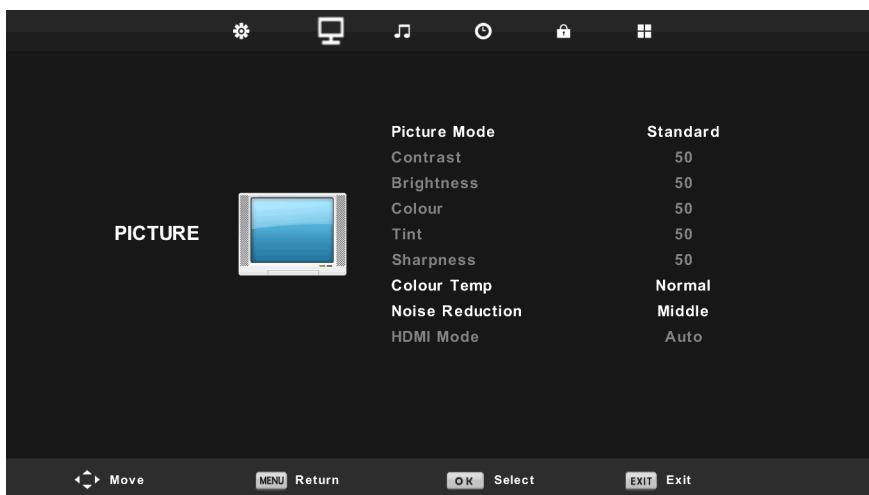 Picture Mode Standard
Contrast 50
Brightness 50
Colour 50
PICTURE
Tint 50
Sharpness 50
Colour Temp Normal
Noise Reduction Middle
HDMI Mode Auto
Move MENU Return OK Select EXIT Exit